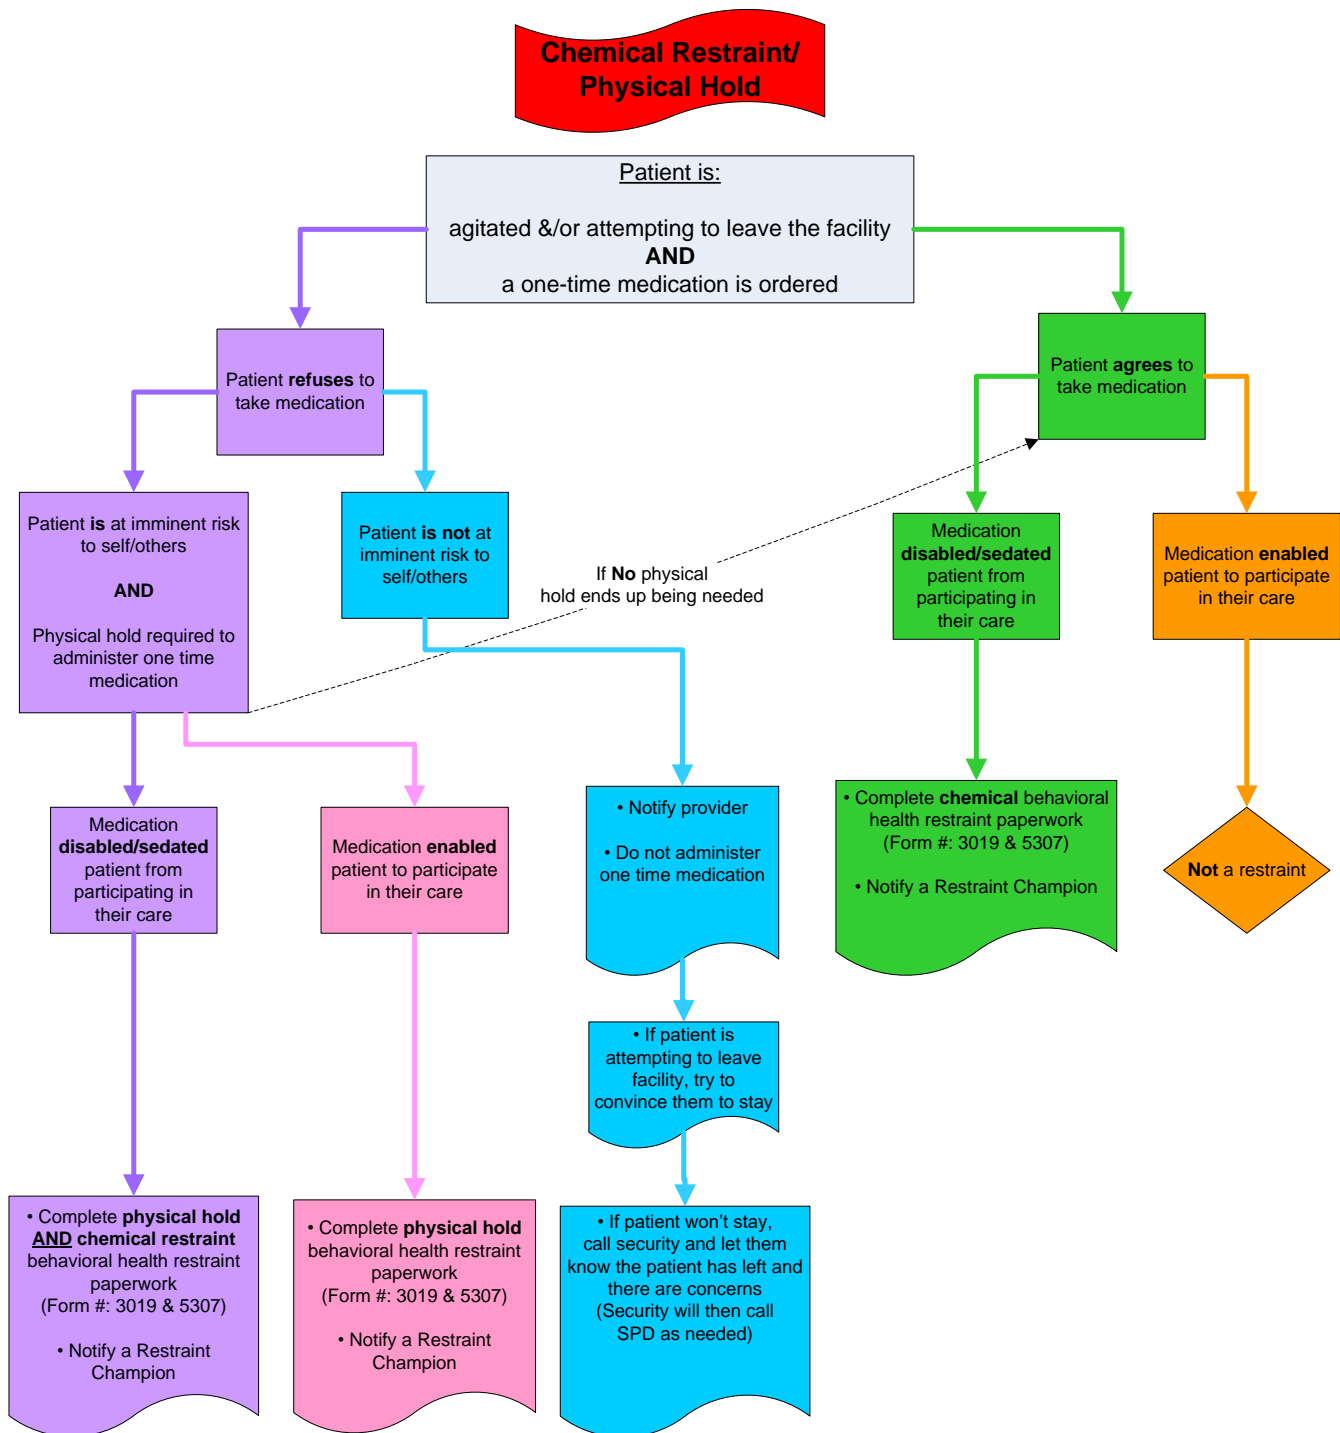 Chemical Restraint/
Physical Hold
Patient is:
agitated &/or attempting to leave the facility
AND
a one-time medication is ordered
Patient refuses to
take medication
Patient agrees to
take medication
Patient is at imminent risk
to self/others
AND
Physical hold required to
administer one time
medication
Patient is not at
imminent risk to
self/others
If No physical
hold ends up being needed
Medication
disabled/sedated
patient from
participating in
their care
Medication enabled
patient to participate
in their care
Medication
disabled/sedated
patient from
participating in
their care
Medication enabled
patient to participate
in their care
• Notify provider
• Do not administer
one time medication
• Complete chemical behavioral
health restraint paperwork
(Form #: 3019 & 5307)
• Notify a Restraint Champion
Not a restraint
• If patient is
attempting to leave
facility, try to
convince them to stay
• Complete physical hold
AND chemical restraint
behavioral health restraint
paperwork
(Form #: 3019 & 5307)
• Notify a Restraint
Champion
• Complete physical hold
behavioral health restraint
paperwork
(Form #: 3019 & 5307)
• Notify a Restraint
Champion
• If patient won't stay,
call security and let them
know the patient has left and
there are concerns
(Security will then call
SPD as needed)